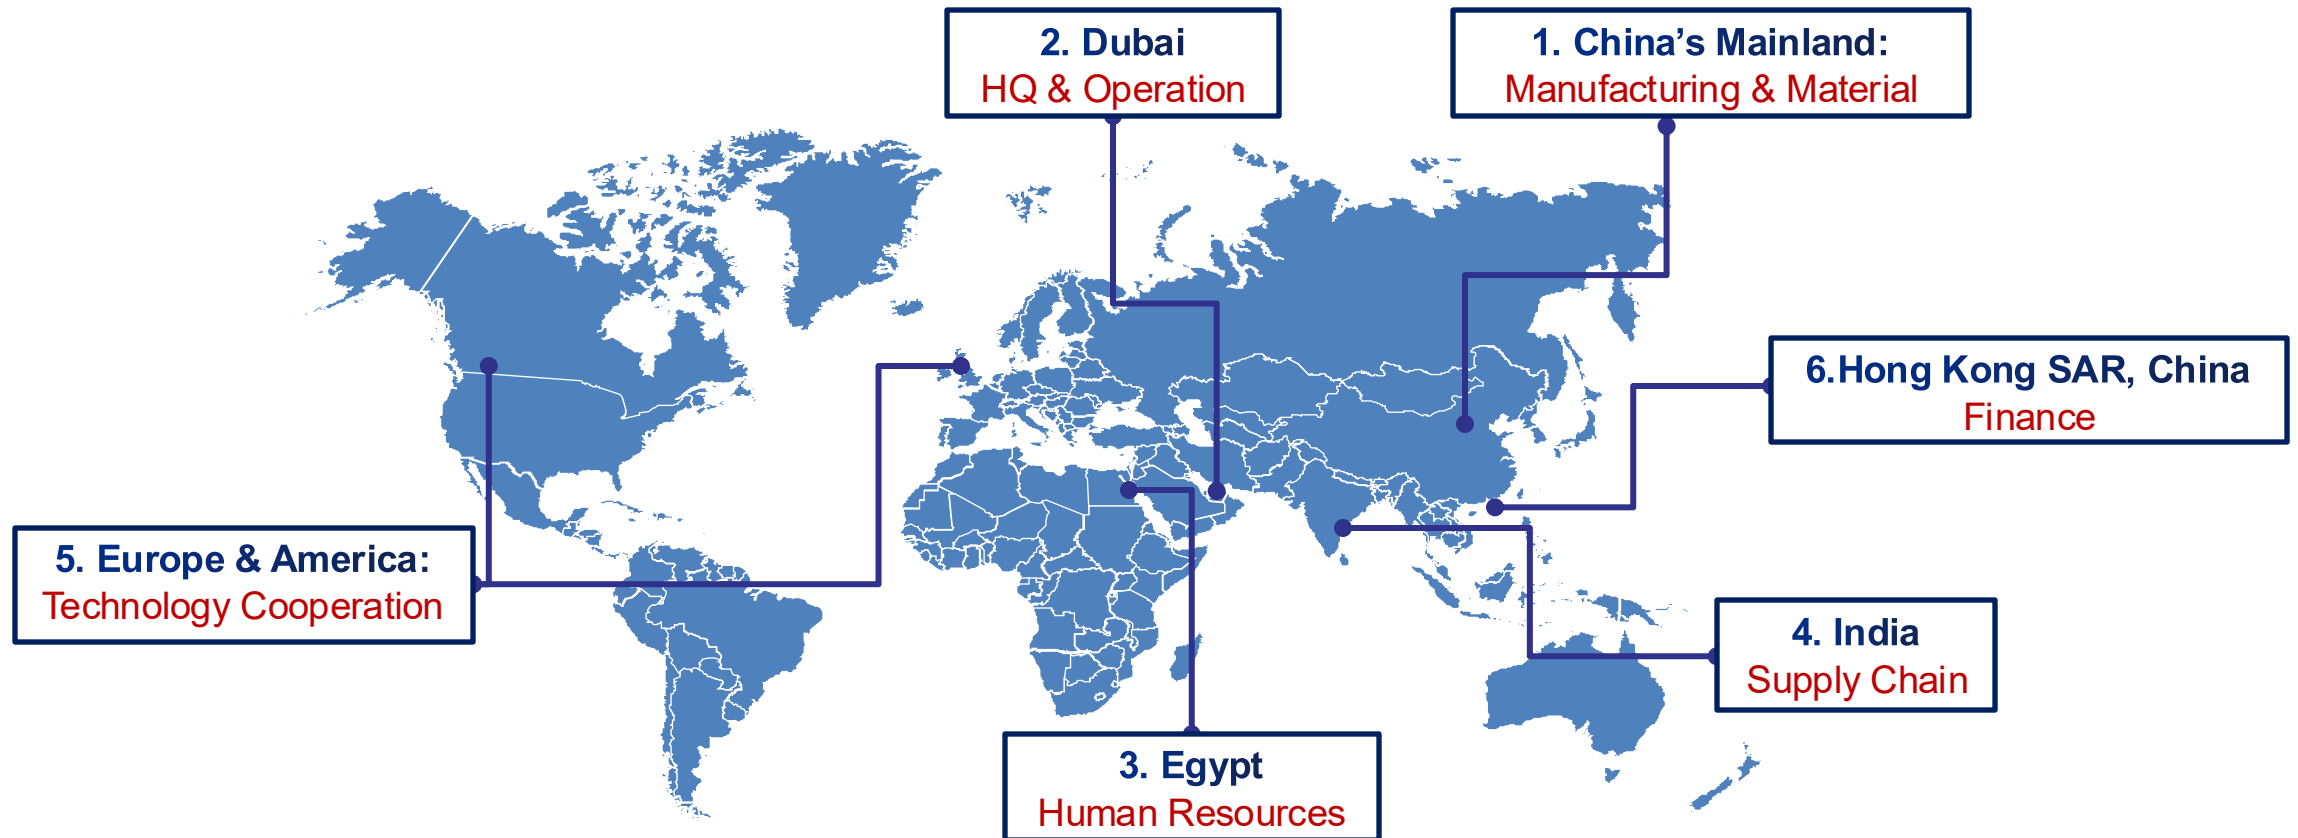 2. Dubai
HQ & Operation
1. China’s Mainland:
Manufacturing & Material
6.Hong Kong SAR, China
Finance
5. Europe & America:
Technology Cooperation
4. India
Supply Chain
3. Egypt
Human Resources